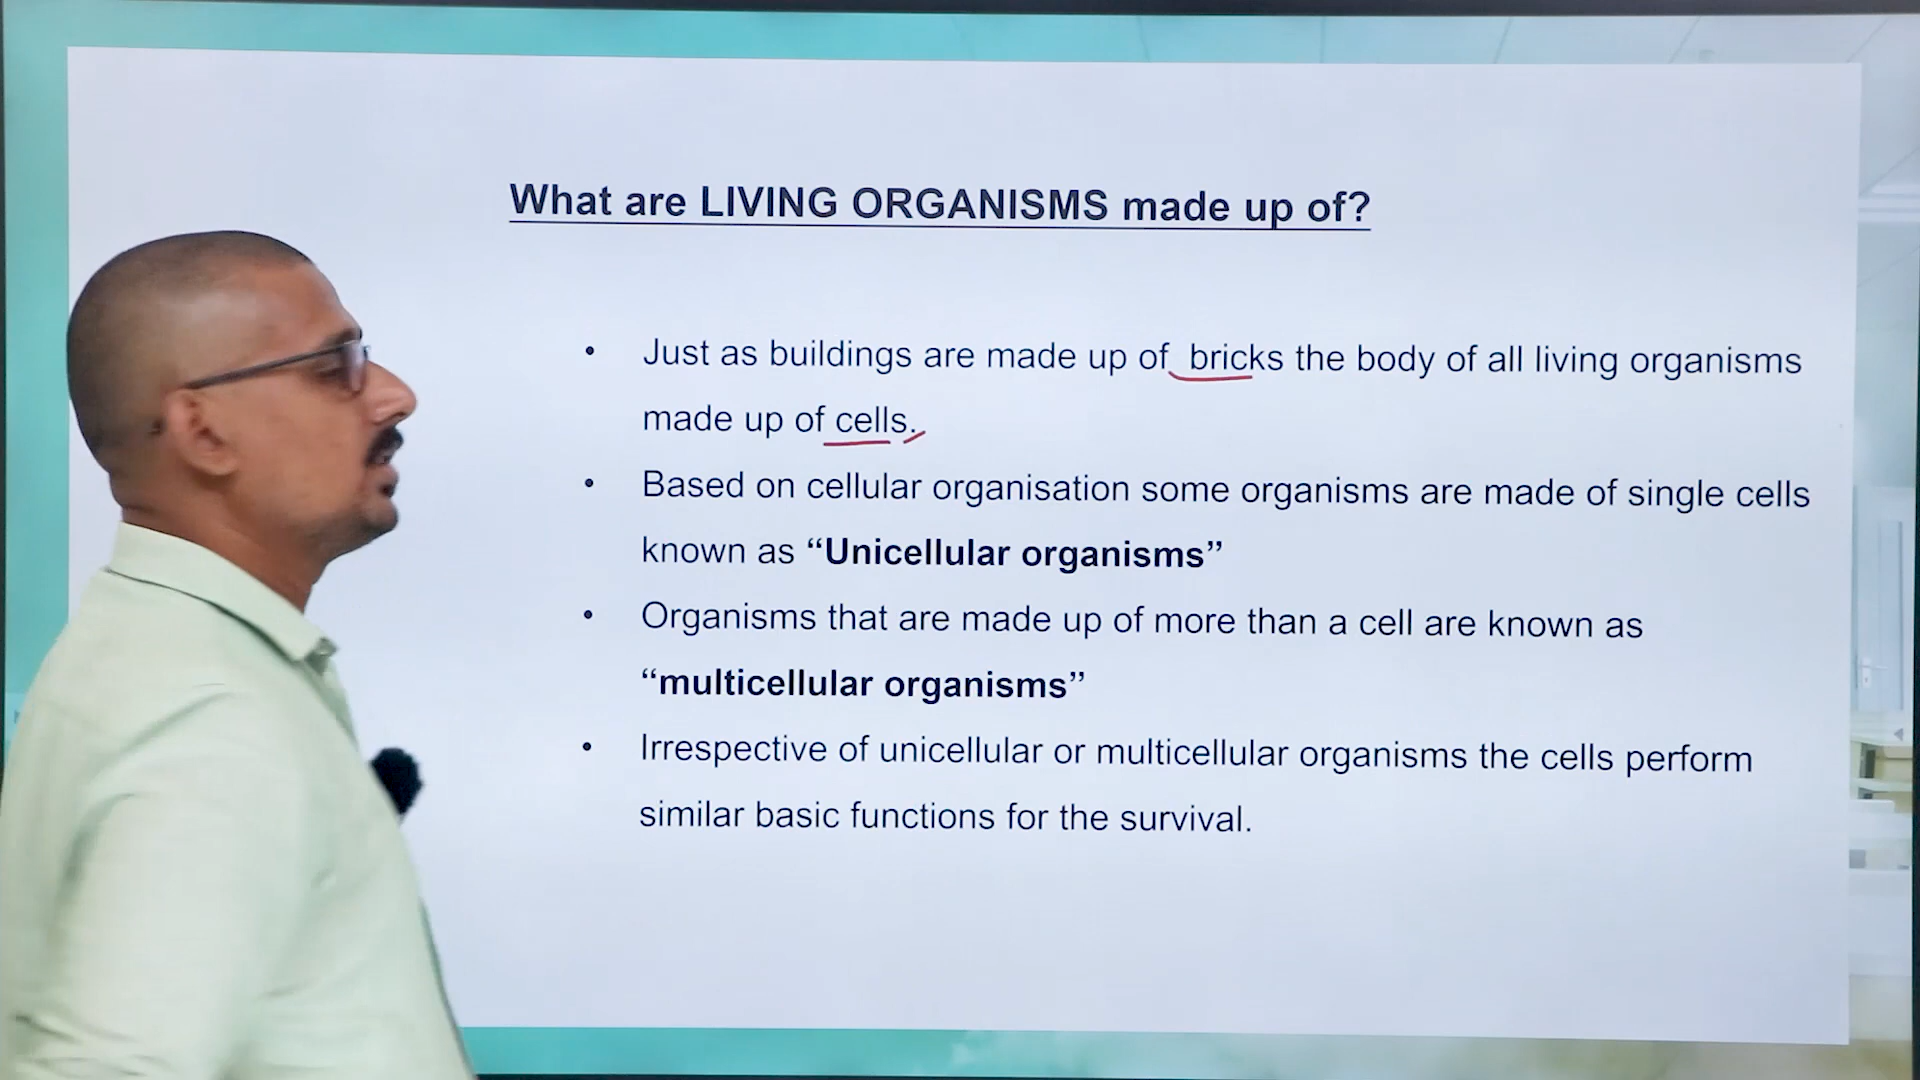 What are LIVING ORGANISMS made up of?
• Just as buildings are made up of bricks the body of all living organisms
made up of cells.
• Based on cellular organisation some organisms are made of single cells
known as “Unicellular organisms”
• Organisms that are made up of more than a cell are known as
“multicellular organisms”
• Irrespective of unicellular or multicellular organisms the cells perform
similar basic functions for the survival.